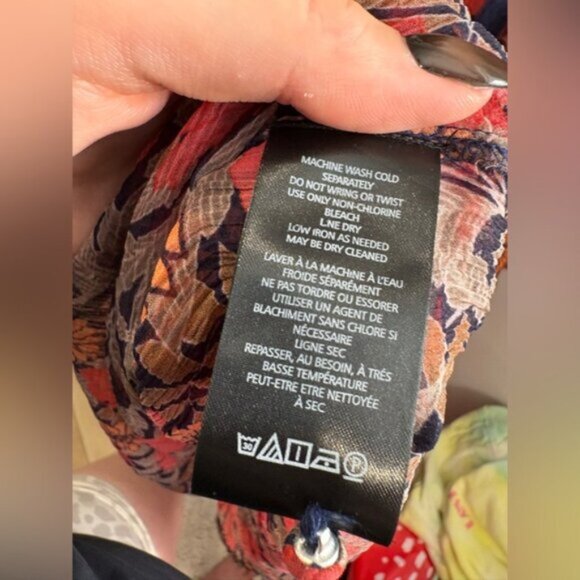 MACHINE WASH COLD
SEPARATELY
DO NOT WRING OR TWIST
USE ONLY NON-CHLORINE
BLEACH
LINE DRY
LOW IRON AS NEEDED
MAY BE DRY CLEANED
LAVER À LA MACHINE À L'EAU
FROIDE SÉPARÉMENT
NE PAS TORDRE OU ESSORER
UTILISER UN AGENT DE
BLACHIMENT SANS CHLORE SI
NÉCESSAIRE
LIGNE SEC
REPASSER, AU BESOIN, À TRÉS
BASSE TEMPÉRATURE
PEUT-ETRE ETRE NETTOYÉE
À SEC
30 P